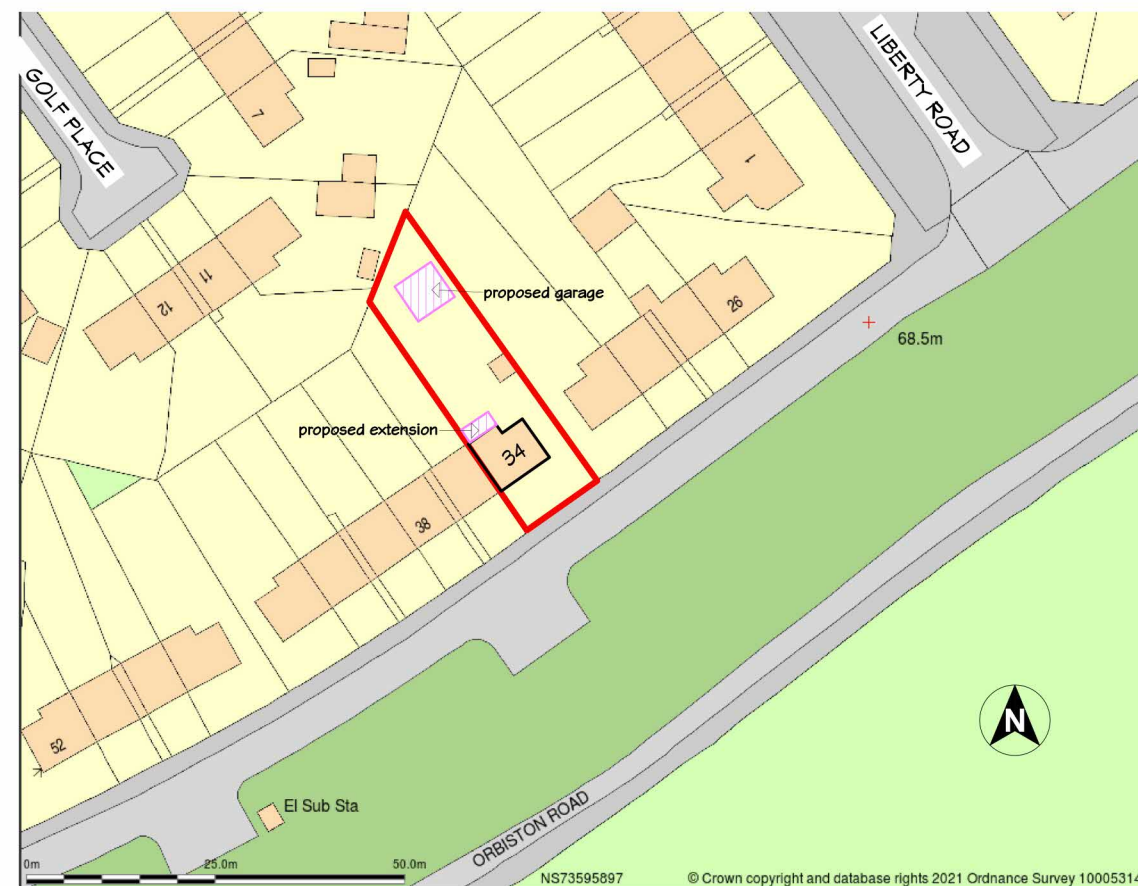 GOLF PLACE
LIBERTY ROAD
7
1
11
12
26
proposed garage
68.5m
proposed extension
34
38
52
N
El Sub Sta
ORBISTON ROAD
0m
25.0m
50.0m
NS73595897
© Crown copyright and database rights 2021 Ordnance Survey 10005314